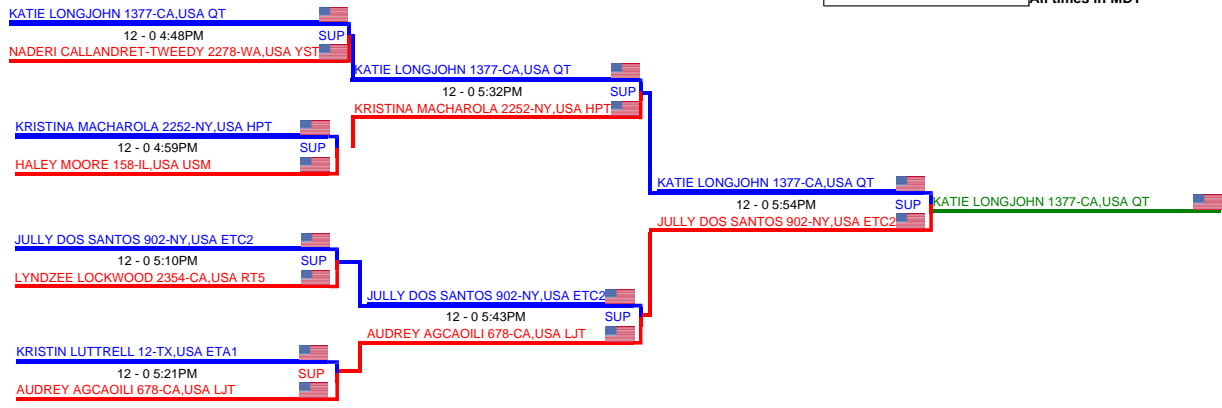 All times in MDT
KATIE LONGJOHN 1377-CA,USA QT
12 - 0 4:48PM SUP
NADERI CALLANDRET-TWEEDY 2278-WA,USA YST
KATIE LONGJOHN 1377-CA,USA QT
12 - 0 5:32PM SUP
KRISTINA MACHAROLA 2252-NY,USA HPT
KRISTINA MACHAROLA 2252-NY,USA HPT
12 - 0 4:59PM SUP
HALEY MOORE 158-IL,USA USM
KATIE LONGJOHN 1377-CA,USA QT
12 - 0 5:54PM SUP
JULLY DOS SANTOS 902-NY,USA ETC2
KATIE LONGJOHN 1377-CA,USA QT
JULLY DOS SANTOS 902-NY,USA ETC2
12 - 0 5:10PM SUP
LYNDZEE LOCKWOOD 2354-CA,USA RT5
JULLY DOS SANTOS 902-NY,USA ETC2
12 - 0 5:43PM SUP
AUDREY AGCAOILI 678-CA,USA LJT
KRISTIN LUTTRELL 12-TX,USA ETA1
12 - 0 5:21PM SUP
AUDREY AGCAOILI 678-CA,USA LJT